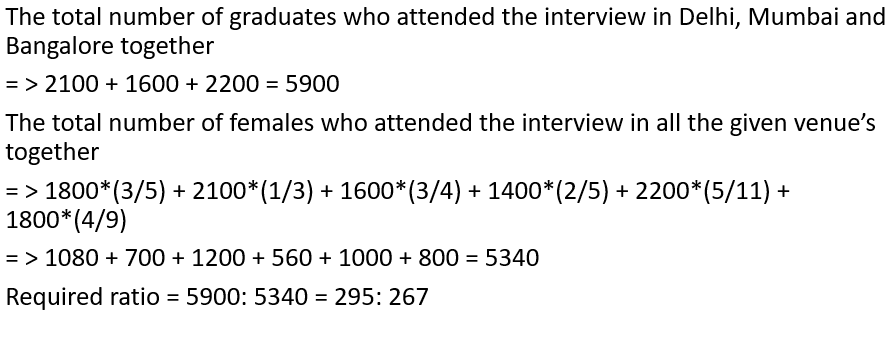 The total number of graduates who attended the interview in Delhi, Mumbai and
Bangalore together
= > 2100 + 1600 + 2200 = 5900
The total number of females who attended the interview in all the given venue’s
together
= > 1800*(3/5) + 2100*(1/3) + 1600*(3/4) + 1400*(2/5) + 2200*(5/11) +
1800*(4/9)
= > 1080 + 700 + 1200 + 560 + 1000 + 800 = 5340
Required ratio = 5900: 5340 = 295: 267